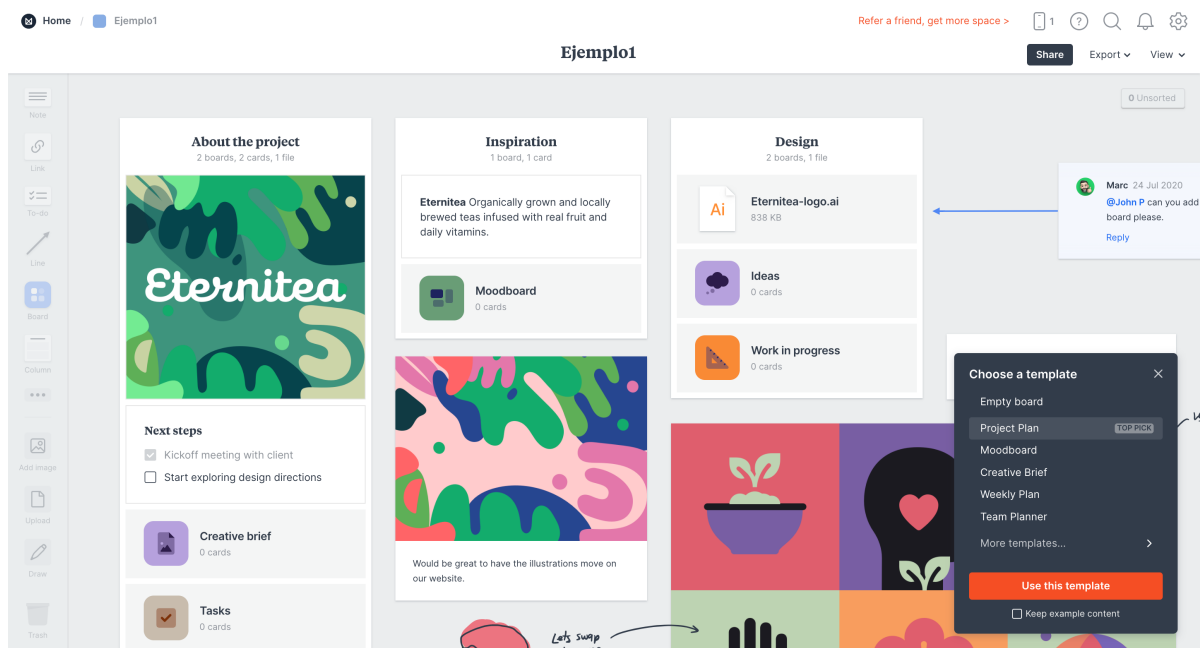 Home / Ejemplo1
Refer a friend, get more space >
1
?
Ejemplo1
Share
Export
View
0 Unsorted
Note
Link
To-do
Line
Board
Column
Add image
Upload
Draw
Trash
About the project
2 boards, 2 cards, 1 file
Eternitea
Next steps
Kickoff meeting with client
Start exploring design directions
Creative brief
0 cards
Tasks
0 cards
Inspiration
1 board, 1 card
Eternitea Organically grown and locally
brewed teas infused with real fruit and
daily vitamins.
Moodboard
0 cards
Would be great to have the illustrations move on
our website.
Lets swap
Design
2 boards, 1 file
Ai
Eternitea-logo.ai
838 KB
Ideas
0 cards
Work in progress
0 cards
Marc 24 Jul 2020
@John P can you add
board please.
Reply
Choose a template
Empty board
Project Plan
TOP PICK
Moodboard
Creative Brief
Weekly Plan
Team Planner
More templates...
Use this template
Keep example content